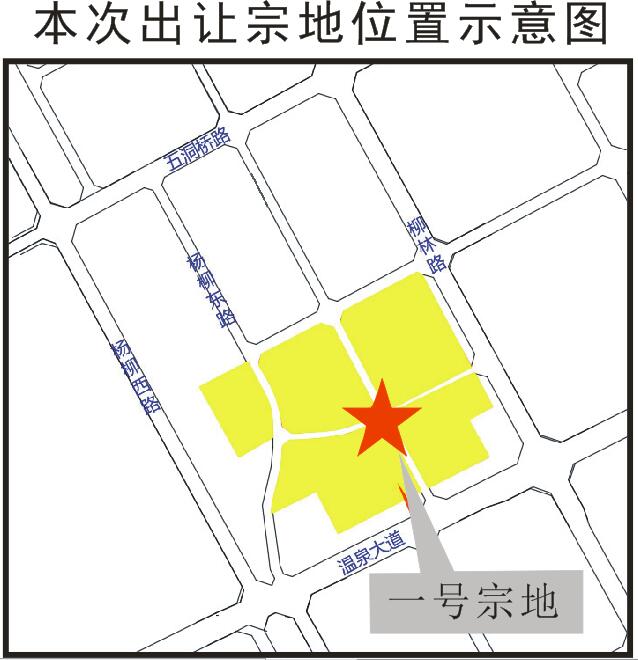 本次出让宗地位置示意图
五洞桥路
柳林路
杨柳东路
杨柳西路
温泉大道
一号宗地